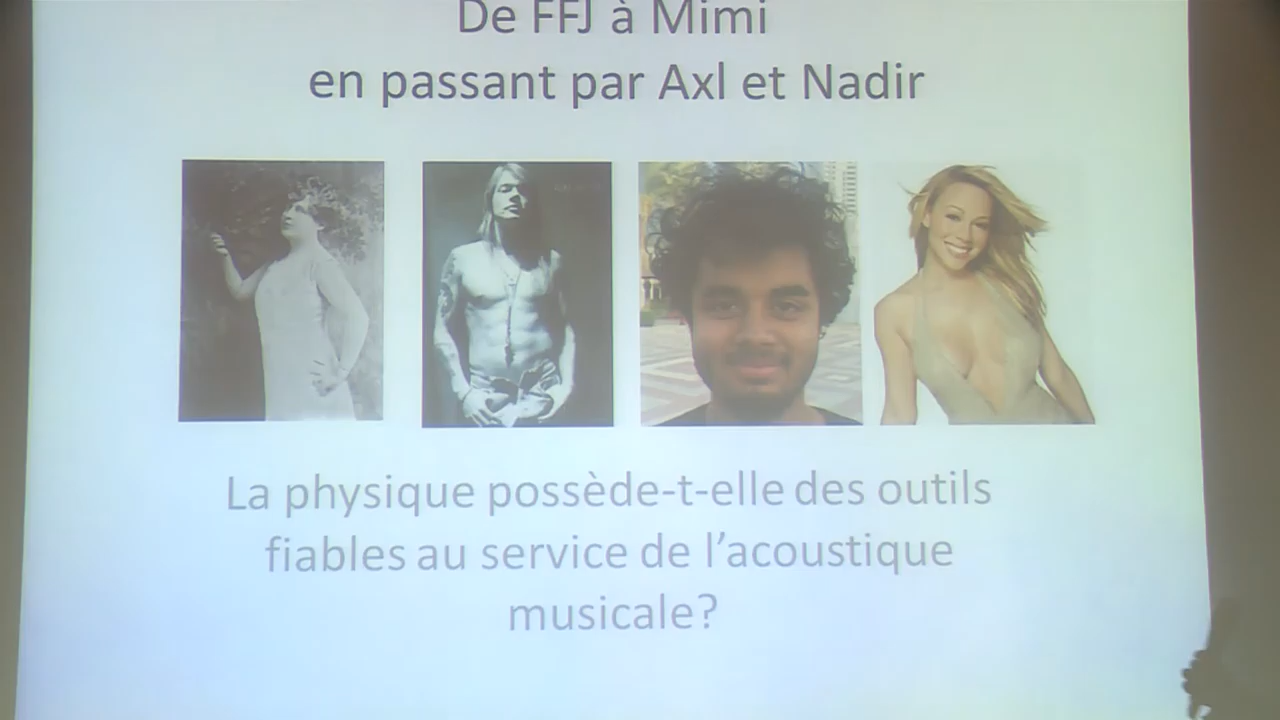 De FFJ à Mimi
en passant par Axl et Nadir
La physique possède-t-elle des outils
fiables au service de l’acoustique
musicale?